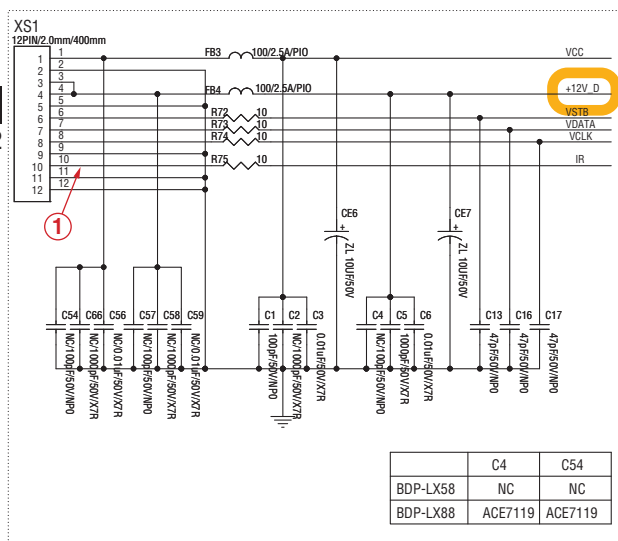 XS1
12PIN/2.0mm/400mm
1 1
2 2
3 3
4 4
5 5
6 6
7 7
8 8
9 9
10 10
11 11
12 12
FB3 100/2.5A/PIO VCC
FB4 100/2.5A/PIO +12V_D
R72 10 VSTB
R73 10 VDATA
R74 10 VCLK
R75 10 IR
1
CE6
+
ZL 10UF/50V
CE7
+
ZL 10UF/50V
C54
NC/100pF/50V/NP0
C66
NC/1000pF/50V/X7R
C56
NC/0.01uF/50V/X7R
C57
NC/100pF/50V/NP0
C58
NC/1000pF/50V/X7R
C59
NC/0.01uF/50V/X7R
C1
100pF/50V/NP0
C2
NC/1000pF/50V/X7R
C3
0.01uF/50V/X7R
C4
NC/100pF/50V/NP0
C5
1000pF/50V/X7R
C6
0.01uF/50V/X7R
C13
47pF/50V/NP0
C16
47pF/50V/NP0
C17
47pF/50V/NP0
C4 C54
BDP-LX58 NC NC
BDP-LX88 ACE7119 ACE7119